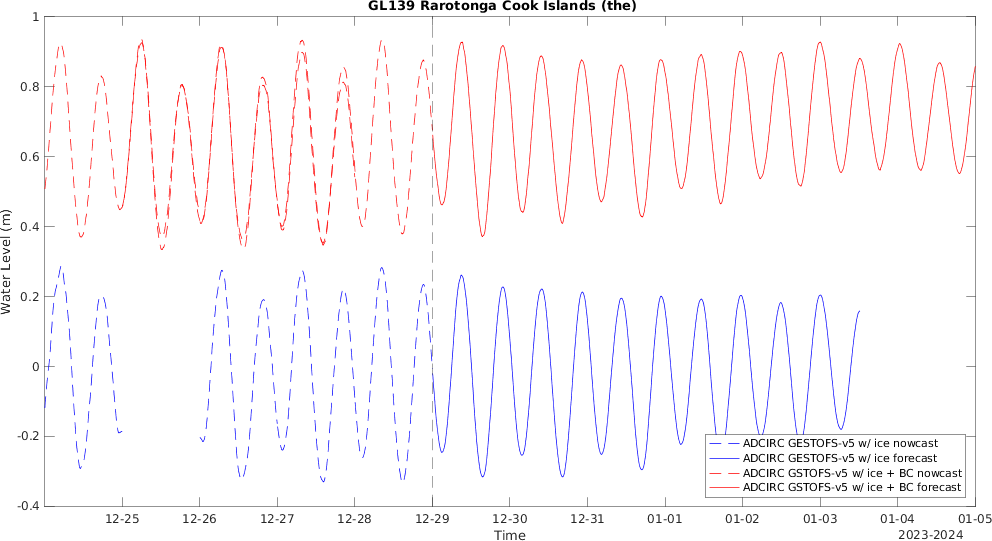 GL139 Rarotonga Cook Islands (the)
Water Level (m)
1
0.8
0.6
0.4
0.2
0
-0.2
-0.4
12-25 12-26 12-27 12-28 12-29 12-30 12-31 01-01 01-02 01-03 01-04 01-05
Time
2023-2024
ADCIRC GESTOFS-v5 w/ ice nowcast
ADCIRC GESTOFS-v5 w/ ice forecast
ADCIRC GSTOFS-v5 w/ ice + BC nowcast
ADCIRC GSTOFS-v5 w/ ice + BC forecast